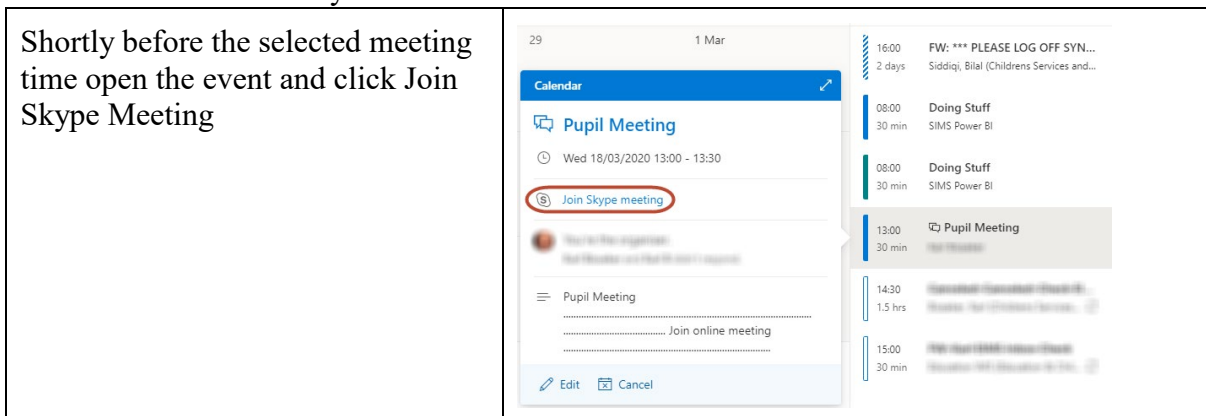 Shortly before the selected meeting
time open the event and click Join
Skype Meeting
29
1 Mar
Calendar
Pupil Meeting
Wed 18/03/2020 13:00 - 13:30
Join Skype meeting
Pupil Meeting
Join online meeting
Edit Cancel
16:00 FW: *** PLEASE LOG OFF SYN...
2 days Siddiqi, Bilal (Childrens Services and...
08:00 Doing Stuff
30 min SIMS Power BI
08:00 Doing Stuff
30 min SIMS Power BI
13:00 Pupil Meeting
30 min
14:30
1.5 hrs
15:00
30 min